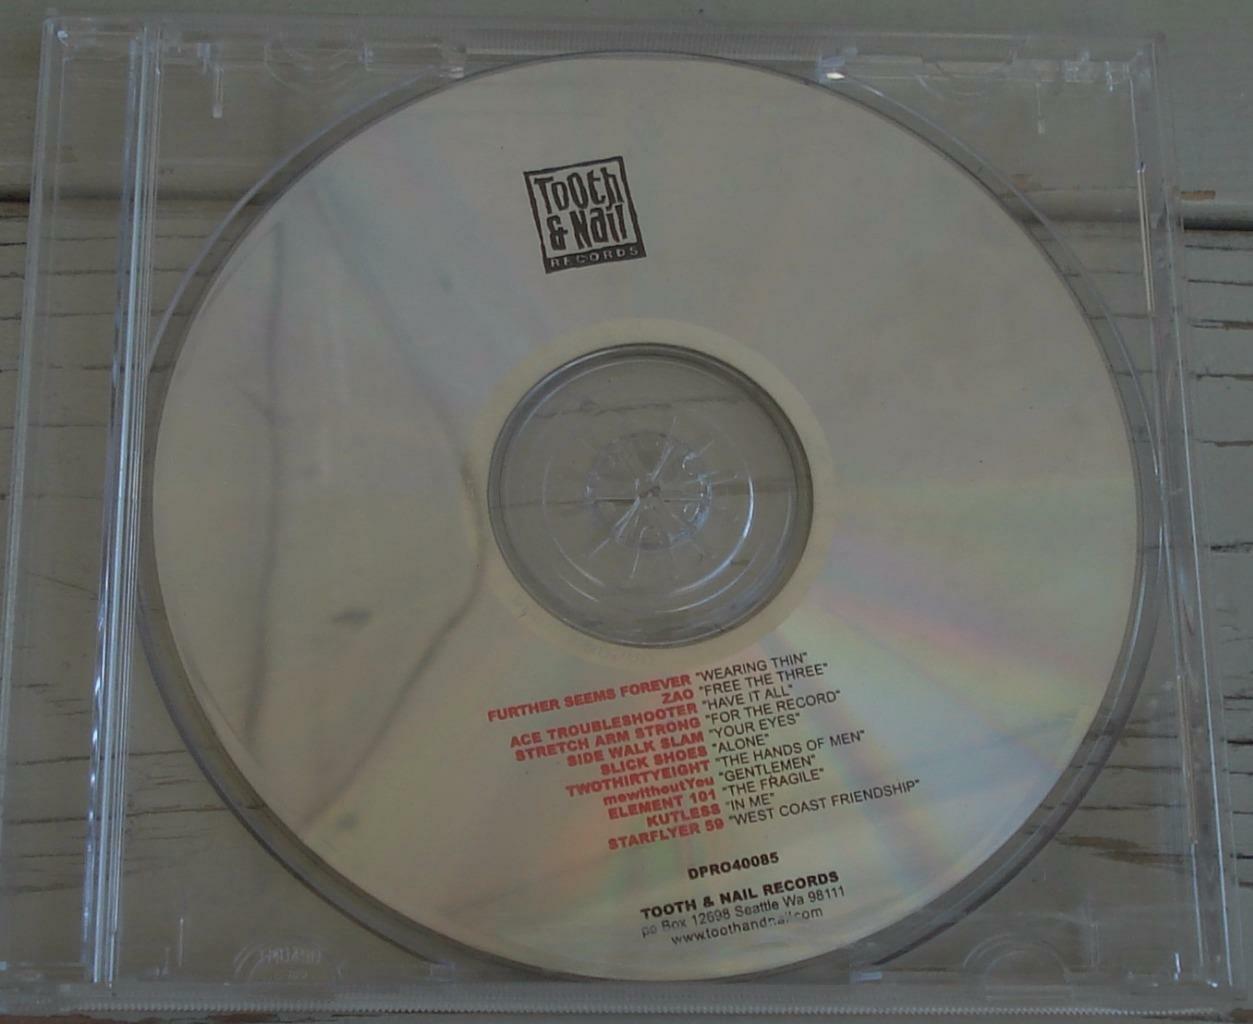 Tooth
& Nail
RECORDS
FURTHER SEEMS FOREVER "WEARING THIN"
ZAO "FREE THE THREE"
ACE TROUBLESHOOTER "HAVE IT ALL"
STRETCH ARM STRONG "FOR THE RECORD"
SIDE WALK SLAM "YOUR EYES"
SLICK SHOES "ALONE"
TWOTHIRTYEIGHT "THE HANDS OF MEN"
mewithoutYou "GENTLEMEN"
ELEMENT 101 "THE FRAGILE"
KUTLESS "IN ME"
STARFLYER 59 "WEST COAST FRIENDSHIP"
DPRO40085
TOOTH & NAIL RECORDS
po Box 12698 Seattle Wa 98111
www.toothandnail.com